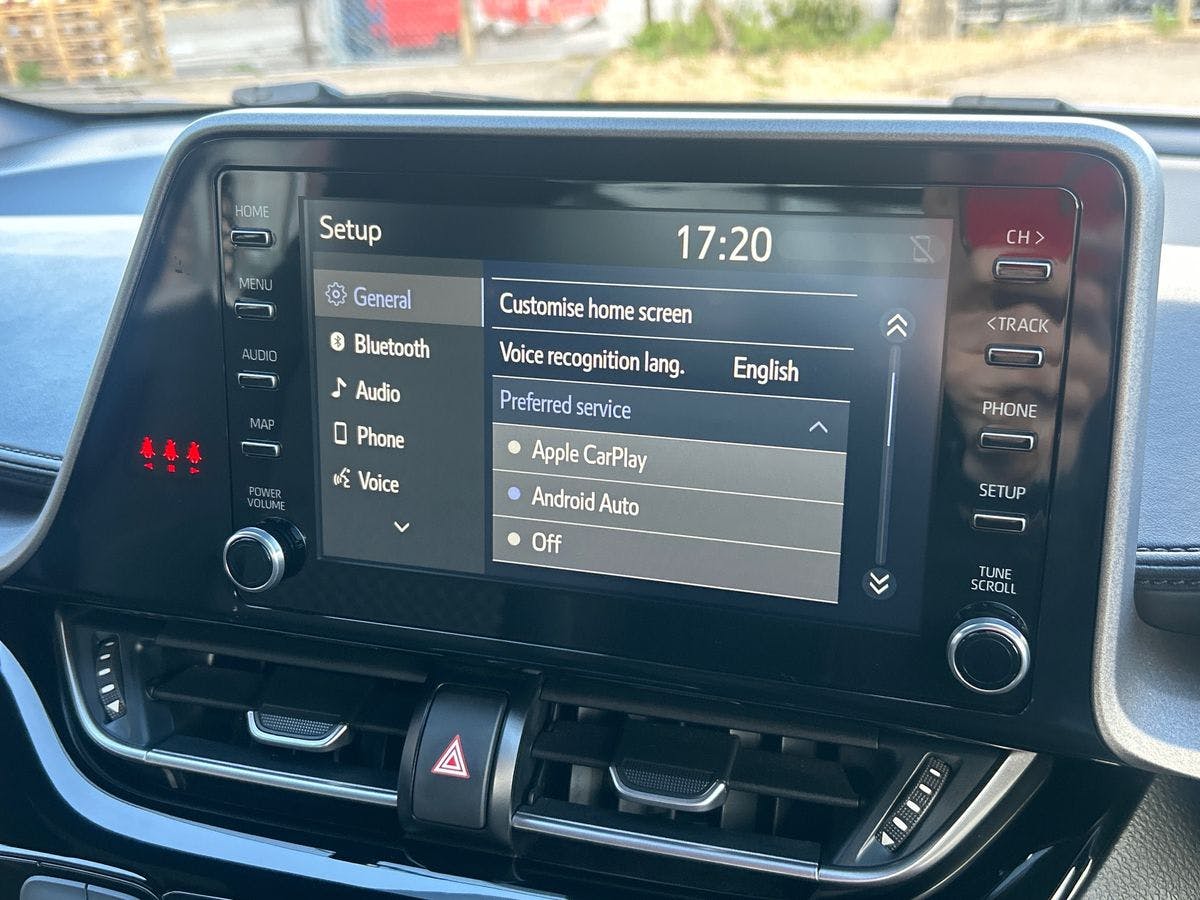 HOME
MENU
AUDIO
MAP
POWER
VOLUME
Setup
17:20
General
Bluetooth
Audio
Phone
Voice
Customise home screen
Voice recognition lang. English
Preferred service
Apple CarPlay
Android Auto
Off
CH >
< TRACK
PHONE
SETUP
TUNE
SCROLL